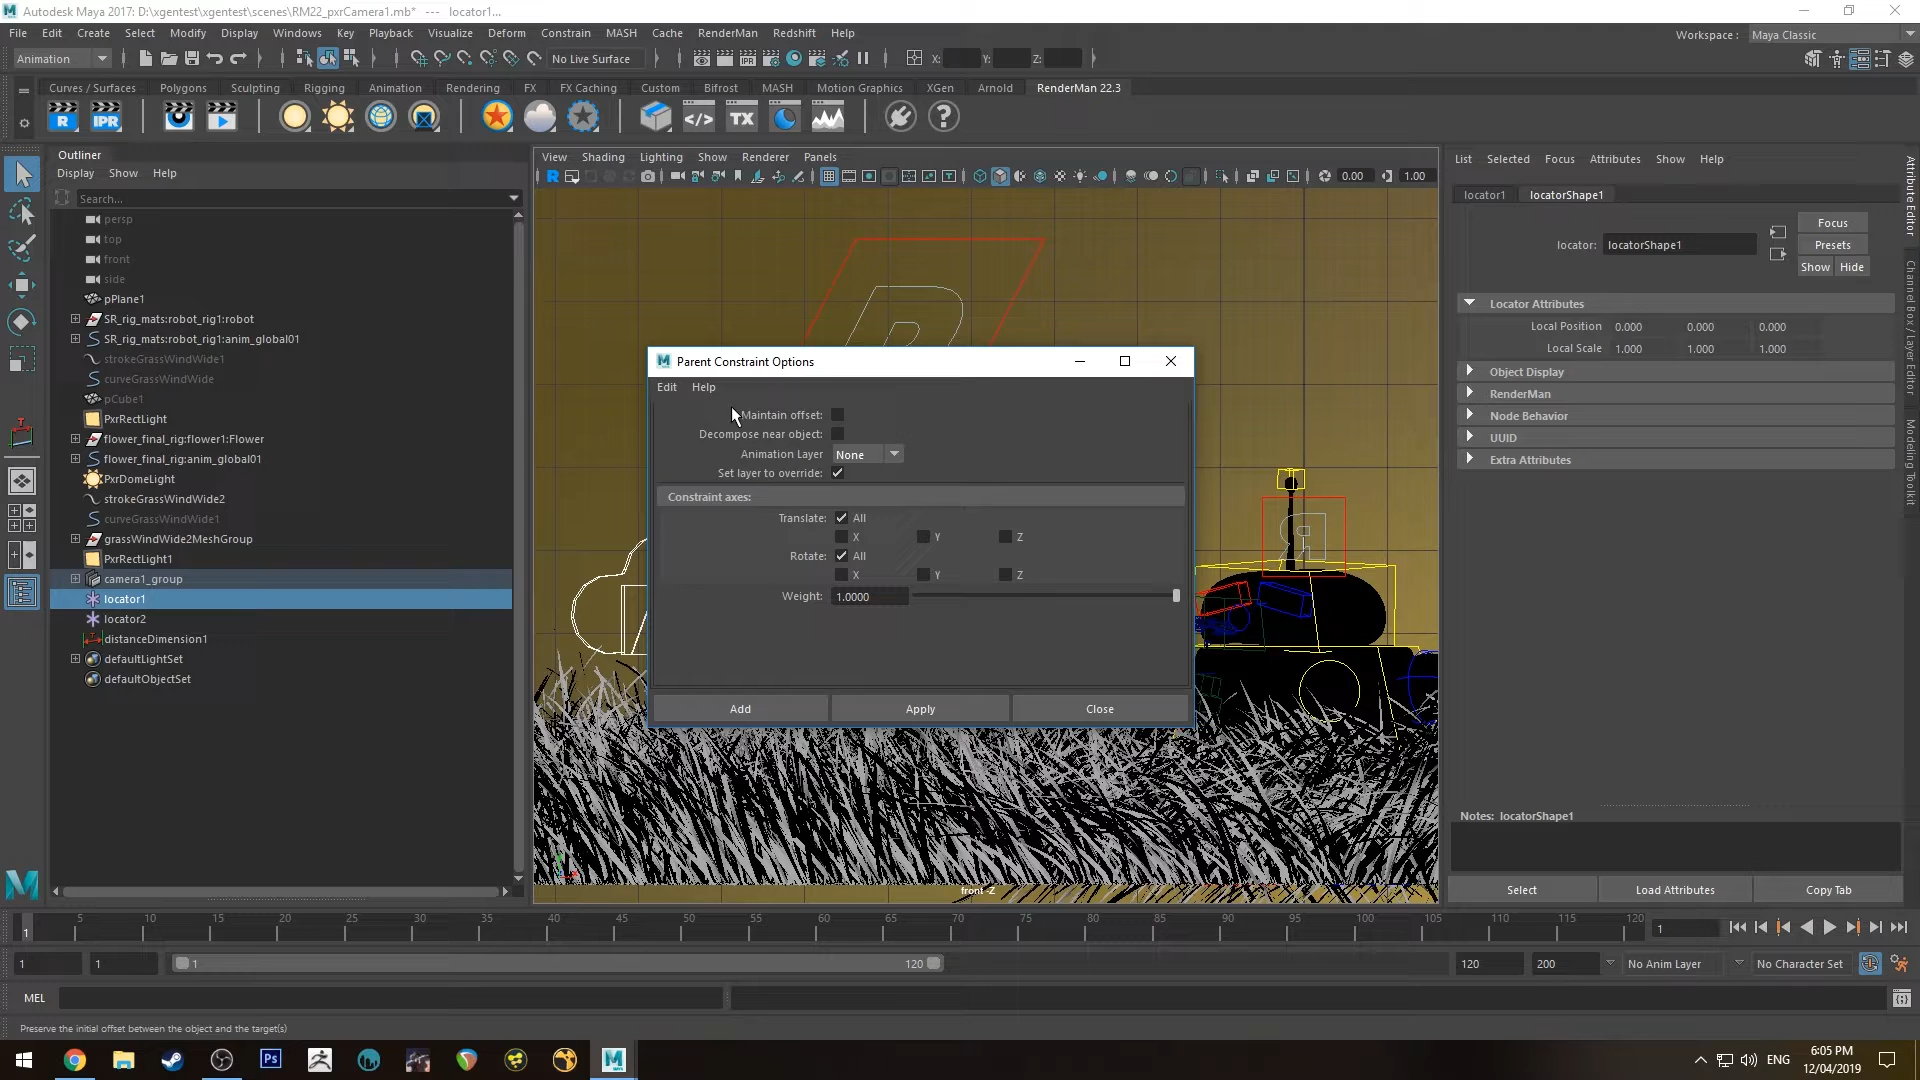 Autodesk Maya 2017: D:\xgentest\xgentest\scenes\RM22_pxrCamera1.mb* --- locator1...
File Edit Create Select Modify Display Windows Key Playback Visualize Deform Constrain MASH Cache RenderMan Redshift Help
Workspace : Maya Classic
Animation No Live Surface X: Y: Z:
Curves / Surfaces Polygons Sculpting Rigging Animation Rendering FX FX Caching Custom Bifrost MASH Motion Graphics XGen Arnold RenderMan 22.3
R IPR </> TX ?
Outliner
Display Show Help
Search...
persp
top
front
side
pPlane1
SR_rig_mats:robot_rig1:robot
SR_rig_mats:robot_rig1:anim_global01
strokeGrassWindWide1
curveGrassWindWide
pCube1
PxrRectLight
flower_final_rig:flower1:Flower
flower_final_rig:anim_global01
PxrDomeLight
strokeGrassWindWide2
curveGrassWindWide1
grassWindWide2MeshGroup
PxrRectLight1
camera1_group
locator1
locator2
distanceDimension1
defaultLightSet
defaultObjectSet
View Shading Lighting Show Renderer Panels
0.00 1.00
R
R
front -Z
Parent Constraint Options
Edit Help
Maintain offset:
Decompose near object:
Animation Layer None
Set layer to override:
Constraint axes:
Translate: All
X Y Z
Rotate: All
X Y Z
Weight: 1.0000
Add Apply Close
List Selected Focus Attributes Show Help
locator1 locatorShape1
locator: locatorShape1
Focus
Presets
Show Hide
Locator Attributes
Local Position 0.000 0.000 0.000
Local Scale 1.000 1.000 1.000
Object Display
RenderMan
Node Behavior
UUID
Extra Attributes
Notes: locatorShape1
Select Load Attributes Copy Tab
Attribute Editor
Channel Box / Layer Editor
Modeling Toolkit
5 10 15 20 25 30 35 40 45 50 55 60 65 70 75 80 85 90 95 100 105 110 115 120
1 1
1 1 1 120 120 200 No Anim Layer No Character Set
MEL
Preserve the initial offset between the object and the target(s)
Ps
ENG
6:05 PM
12/04/2019